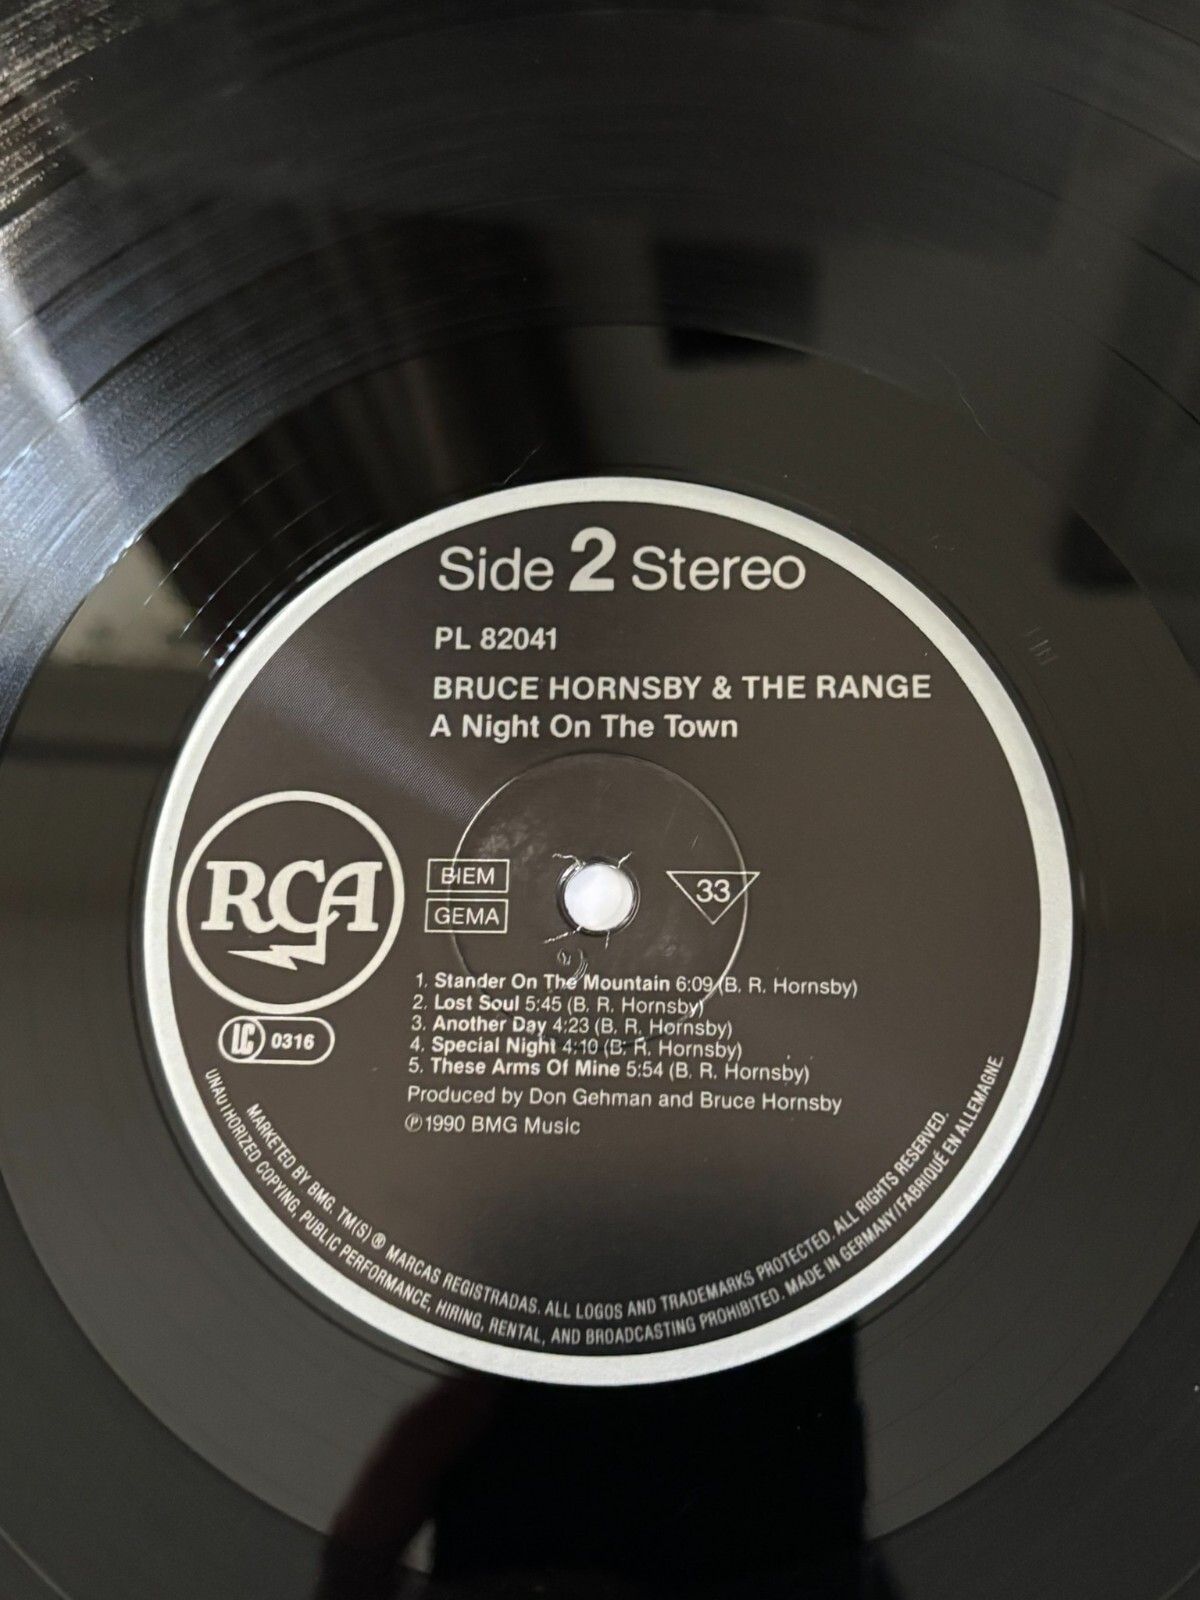 Side 2 Stereo
PL 82041
BRUCE HORNSBY & THE RANGE
A Night On The Town
RCA
BIEM
GEMA
33
1. Stander On The Mountain 6:09 (B. R. Hornsby)
2. Lost Soul 5:45 (B. R. Hornsby)
3. Another Day 4:23 (B. R. Hornsby)
4. Special Night 4:10 (B. R. Hornsby)
5. These Arms Of Mine 5:54 (B. R. Hornsby)
Produced by Don Gehman and Bruce Hornsby
℗1990 BMG Music
LC 0316
MARKETED BY BMG. TM(S) ® MARCAS REGISTRADAS. ALL LOGOS AND TRADEMARKS PROTECTED. ALL RIGHTS RESERVED.
UNAUTHORIZED COPYING, PUBLIC PERFORMANCE, HIRING, RENTAL, AND BROADCASTING PROHIBITED. MADE IN GERMANY/FABRIQUÉ EN ALLEMAGNE.